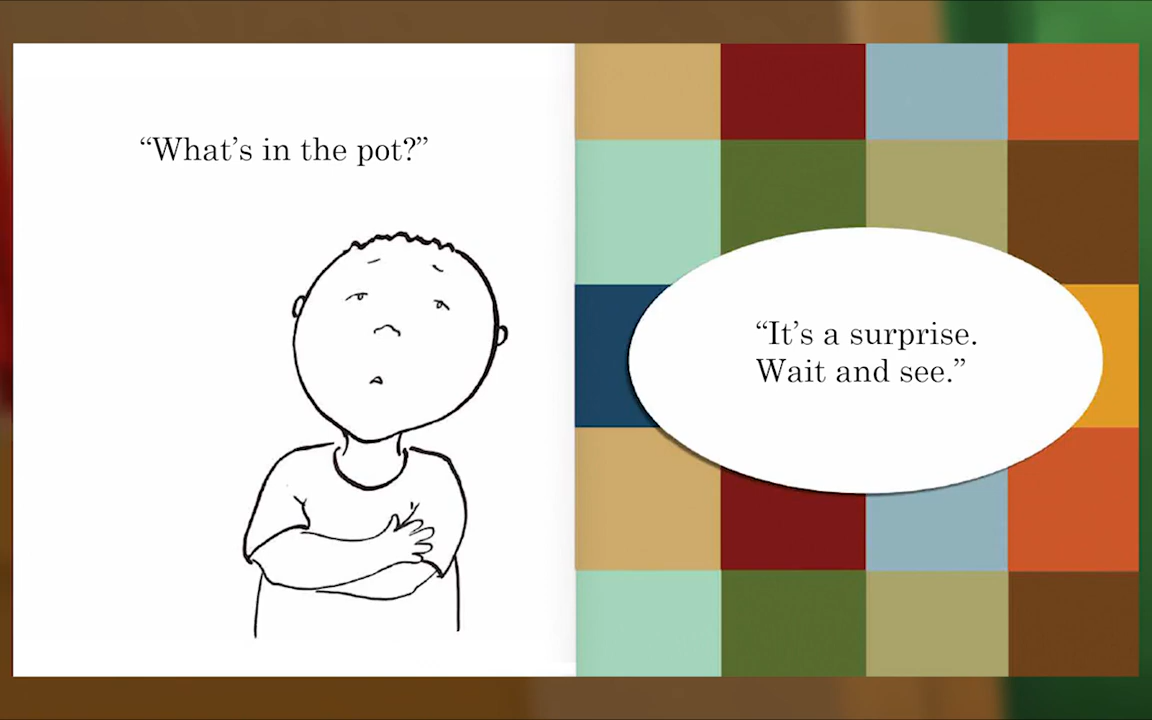 “What’s in the pot?”
“It’s a surprise.
Wait and see.”